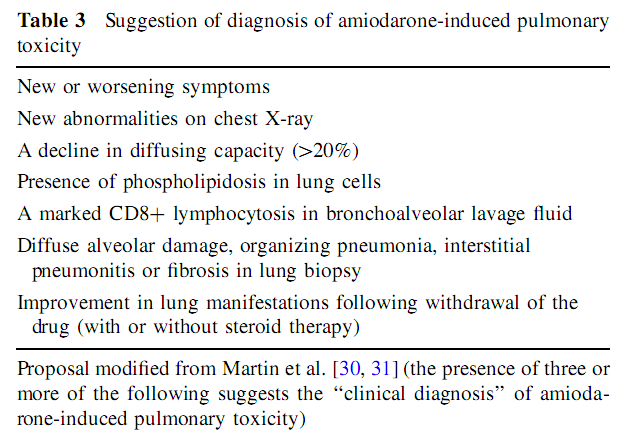 Table 3 Suggestion of diagnosis of amiodarone-induced pulmonary
toxicity
New or worsening symptoms
New abnormalities on chest X-ray
A decline in diffusing capacity (>20%)
Presence of phospholipidosis in lung cells
A marked CD8+ lymphocytosis in bronchoalveolar lavage fluid
Diffuse alveolar damage, organizing pneumonia, interstitial
pneumonitis or fibrosis in lung biopsy
Improvement in lung manifestations following withdrawal of the
drug (with or without steroid therapy)
Proposal modified from Martin et al. [30, 31] (the presence of three or
more of the following suggests the “clinical diagnosis” of amioda-
rone-induced pulmonary toxicity)